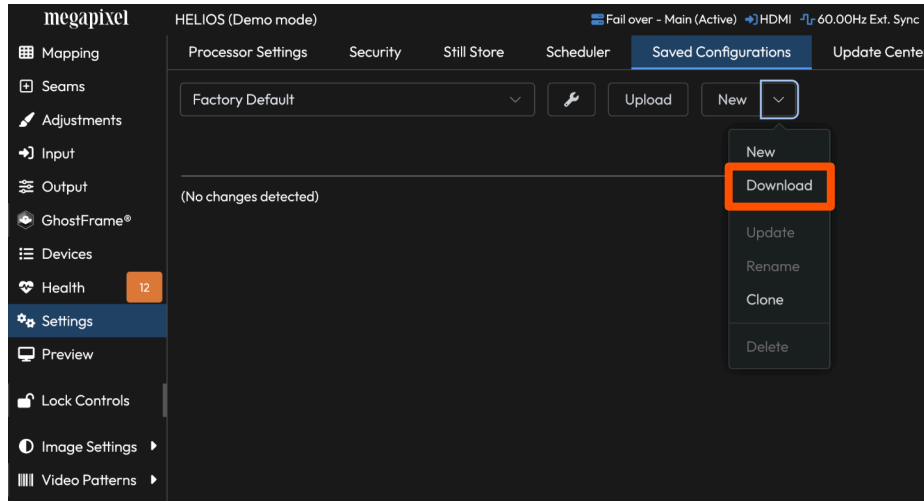 megapixel
HELIOS (Demo mode)
Fail over - Main (Active) HDMI 60.00Hz Ext. Sync
Mapping
Seams
Adjustments
Input
Output
GhostFrame®
Devices
Health 12
Settings
Preview
Lock Controls
Image Settings
Video Patterns
Processor Settings Security Still Store Scheduler Saved Configurations Update Cente
Factory Default Upload New
(No changes detected)
New
Download
Update
Rename
Clone
Delete